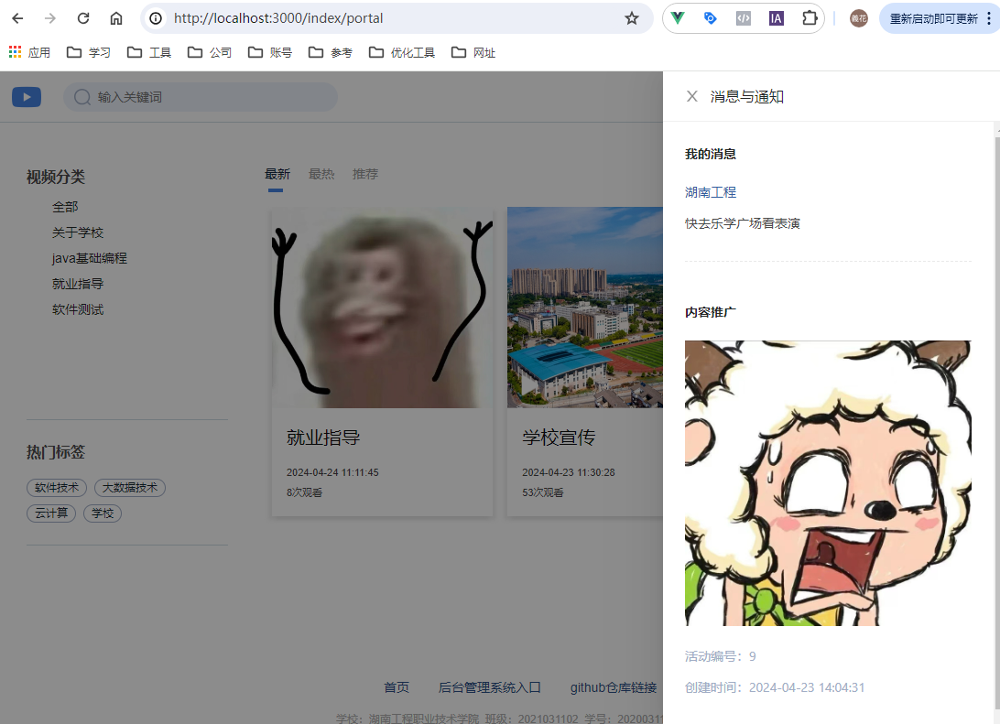 http://localhost:3000/index/portal
IA
義花
重新启动即可更新
应用 学习 工具 公司 账号 参考 优化工具 网址
输入关键词
消息与通知
我的消息
湖南工程
快去乐学广场看表演
内容推广
活动编号：9
创建时间：2024-04-23 14:04:31
视频分类
全部
关于学校
java基础编程
就业指导
软件测试
热门标签
软件技术 大数据技术
云计算 学校
最新 最热 推荐
就业指导
2024-04-24 11:11:45
8次观看
学校宣传
2024-04-23 11:30:28
53次观看
首页 后台管理系统入口 github仓库链接
学校：湖南工程职业技术学院 班级：2021031102 学号：20200311